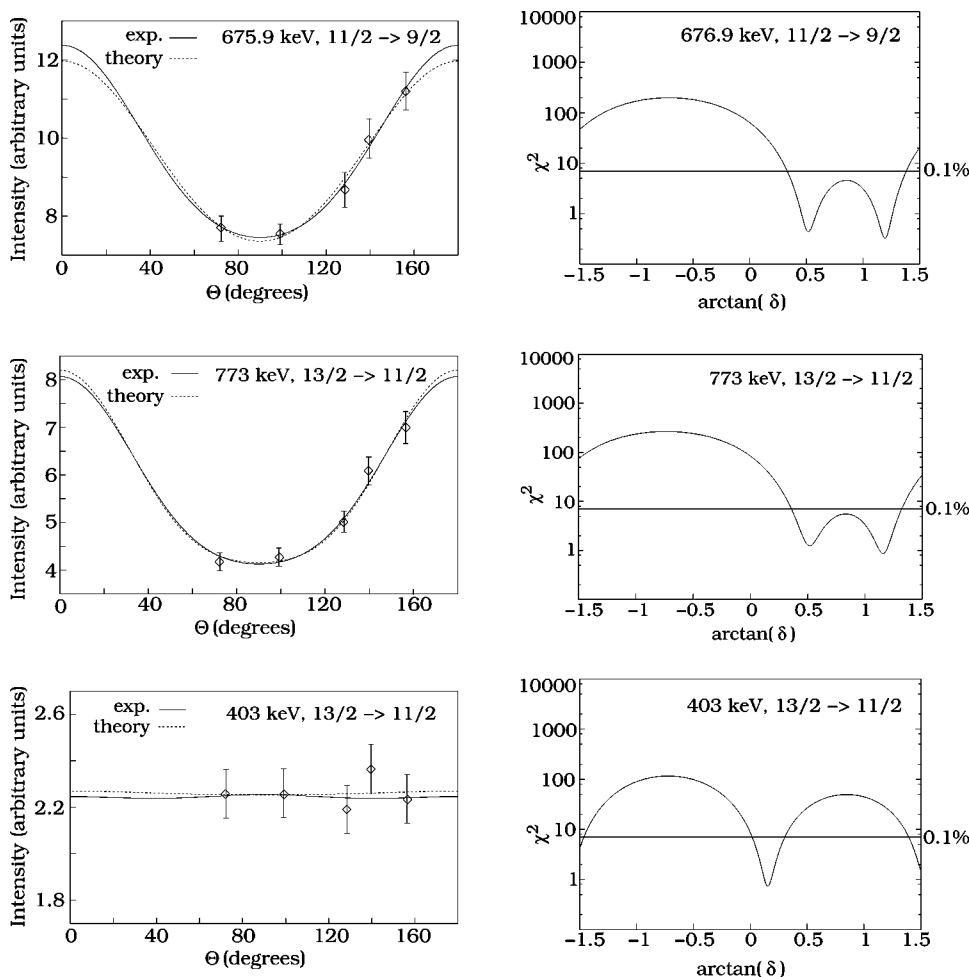 exp. 675.9 keV, 11/2 -> 9/2
theory
Intensity (arbitrary units)
12
10
8
0 40 80 120 160
Θ (degrees)
676.9 keV, 11/2 -> 9/2
χ2
10000
1000
100
10
1
0.1%
-1.5 -1 -0.5 0 0.5 1 1.5
arctan( δ )
exp. 773 keV, 13/2 -> 11/2
theory
Intensity (arbitrary units)
8
7
6
5
4
0 40 80 120 160
Θ (degrees)
773 keV, 13/2 -> 11/2
χ2
10000
1000
100
10
1
0.1%
-1.5 -1 -0.5 0 0.5 1 1.5
arctan( δ )
exp. 403 keV, 13/2 -> 11/2
theory
Intensity (arbitrary units)
2.6
2.2
1.8
0 40 80 120 160
Θ (degrees)
403 keV, 13/2 -> 11/2
χ2
10000
1000
100
10
1
0.1%
-1.5 -1 -0.5 0 0.5 1 1.5
arctan( δ )